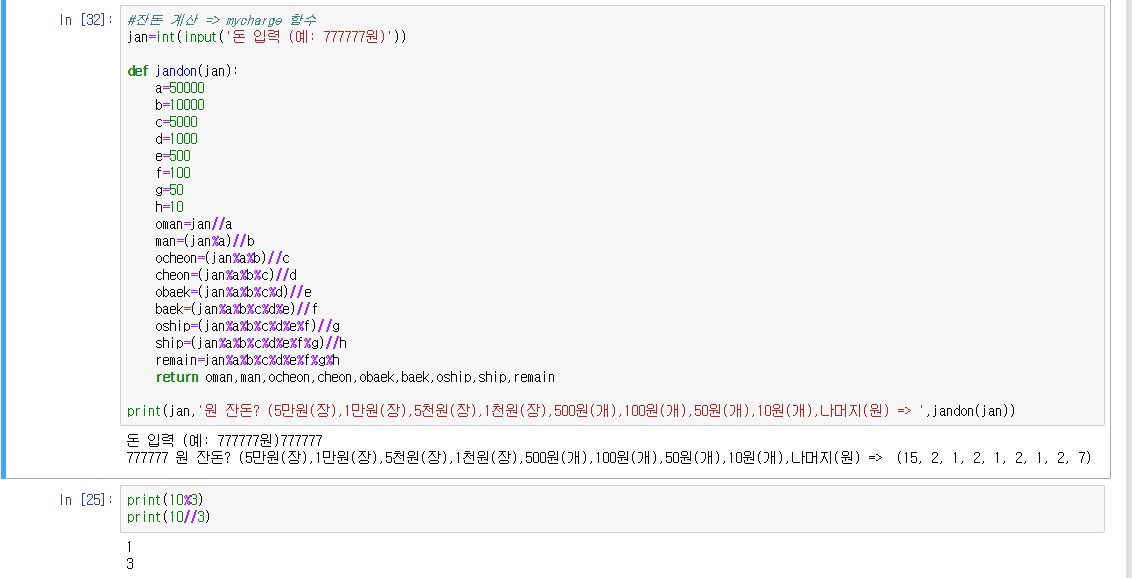 In [32]:
#잔돈 계산 => mycharge 함수
jan=int(input('돈 입력 (예: 777777원)'))
def jandon(jan):
    a=50000
    b=10000
    c=5000
    d=1000
    e=500
    f=100
    g=50
    h=10
    oman=jan//a
    man=(jan%a)//b
    ocheon=(jan%a%b)//c
    cheon=(jan%a%b%c)//d
    obaek=(jan%a%b%c%d)//e
    baek=(jan%a%b%c%d%e)//f
    oship=(jan%a%b%c%d%e%f)//g
    ship=(jan%a%b%c%d%e%f%g)//h
    remain=jan%a%b%c%d%e%f%g%h
    return oman,man,ocheon,cheon,obaek,baek,oship,ship,remain
print(jan,'원 잔돈? (5만원(장),1만원(장),5천원(장),1천원(장),500원(개),100원(개),50원(개),10원(개),나머지(원) => ',jandon(jan))
돈 입력 (예: 777777원)777777
777777 원 잔돈? (5만원(장),1만원(장),5천원(장),1천원(장),500원(개),100원(개),50원(개),10원(개),나머지(원) =>  (15, 2, 1, 2, 1, 2, 1, 2, 7)
In [25]:
print(10%3)
print(10//3)
1
3